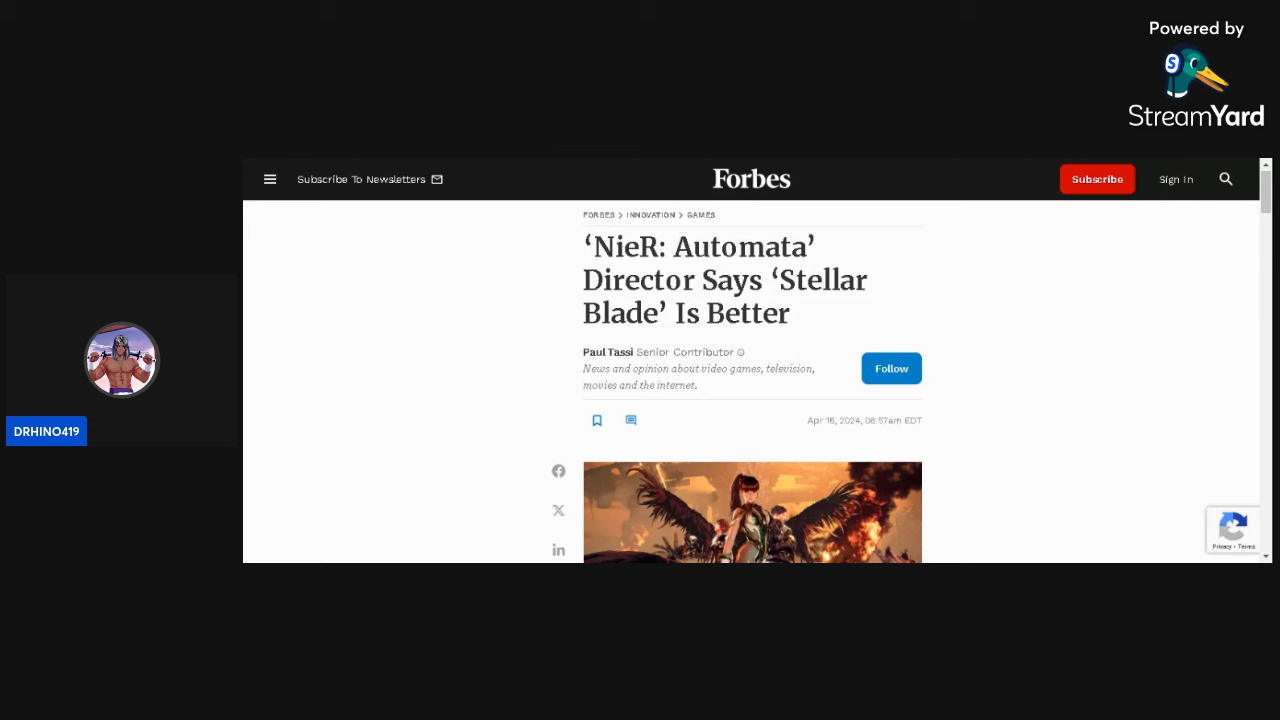 Powered by
S
StreamYard
Subscribe To Newsletters
Forbes
Subscribe
Sign In
FORBES > INNOVATION > GAMES
‘NieR: Automata’
Director Says ‘Stellar
Blade’ Is Better
Paul Tassi Senior Contributor
News and opinion about video games, television,
movies and the internet.
Follow
Apr 16, 2024, 08:57am EDT
DRHINO419
Privacy - Terms